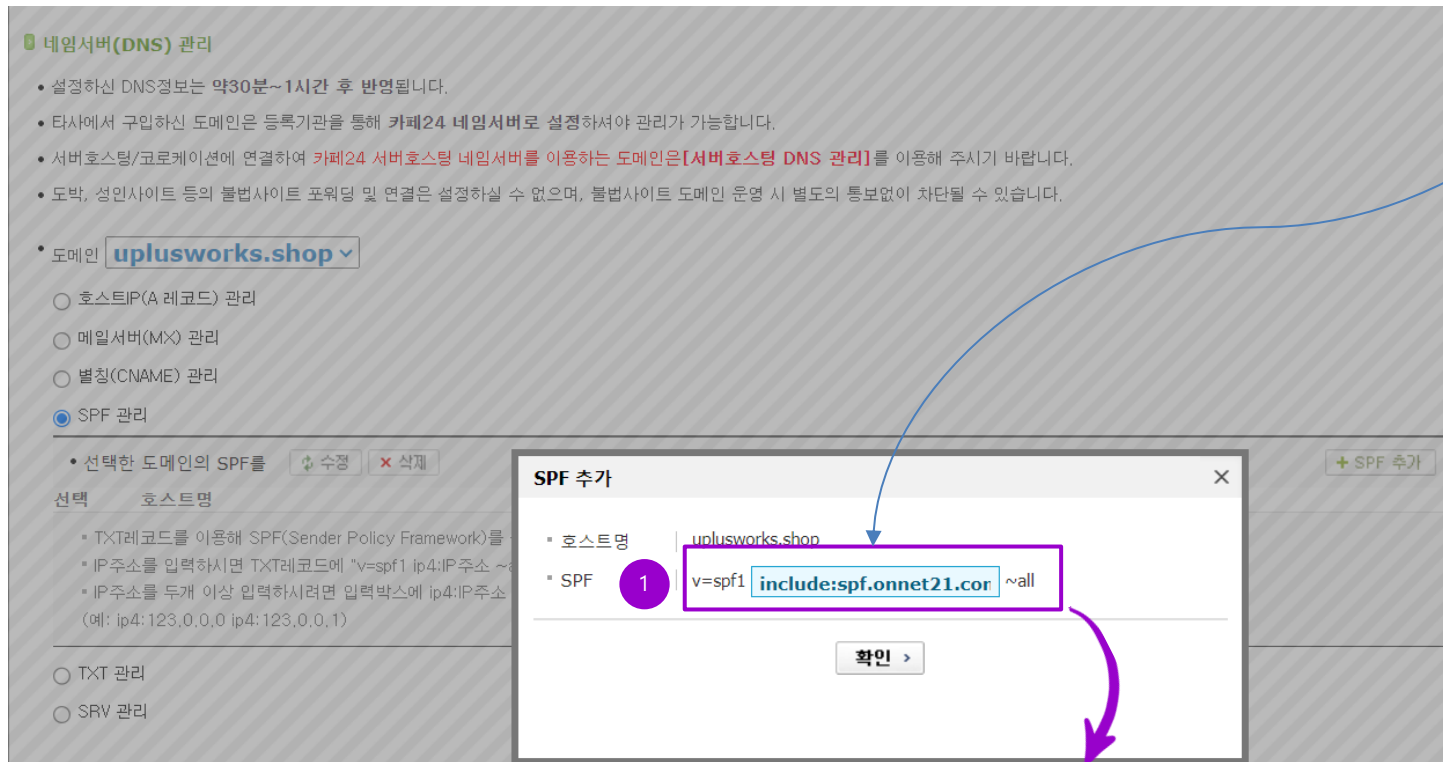 네임서버(DNS) 관리
• 설정하신 DNS정보는 약30분~1시간 후 반영됩니다.
• 타사에서 구입하신 도메인은 등록기관을 통해 카페24 네임서버로 설정하셔야 관리가 가능합니다.
• 서버호스팅/코로케이션에 연결하여 카페24 서버호스팅 네임서버를 이용하는 도메인은[서버호스팅 DNS 관리]를 이용해 주시기 바랍니다.
• 도박, 성인사이트 등의 불법사이트 포워딩 및 연결은 설정하실 수 없으며, 불법사이트 도메인 운영 시 별도의 통보없이 차단될 수 있습니다.
• 도메인 uplusworks.shop
호스트IP(A 레코드) 관리
메일서버(MX) 관리
별칭(CNAME) 관리
SPF 관리
• 선택한 도메인의 SPF를 수정 × 삭제 + SPF 추가
선택 호스트명
▪ TXT레코드를 이용해 SPF(Sender Policy Framework)를
▪ IP주소를 입력하시면 TXT레코드에 "v=spf1 ip4:IP주소 ~a
▪ IP주소를 두개 이상 입력하시려면 입력박스에 ip4:IP주소
(예: ip4:123.0.0.0 ip4:123.0.0.1)
TXT 관리
SRV 관리
SPF 추가 ×
▪ 호스트명 uplusworks.shop
▪ SPF 1 v=spf1 include:spf.onnet21.con ~all
확인 ›